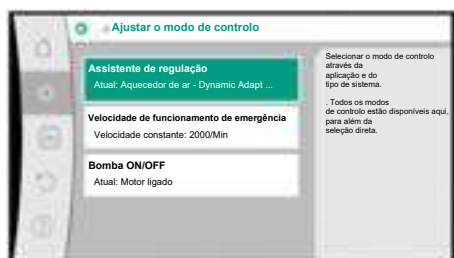 Ajustar o modo de controlo
Assistente de regulação
Atual: Aquecedor de ar - Dynamic Adapt ...
Velocidade de funcionamento de emergência
Velocidade constante: 2000/Min
Bomba ON/OFF
Atual: Motor ligado
Selecionar o modo de controlo
através da
aplicação e do
tipo de sistema.
. Todos os modos
de controlo estão disponíveis aqui,
para além da
seleção direta.